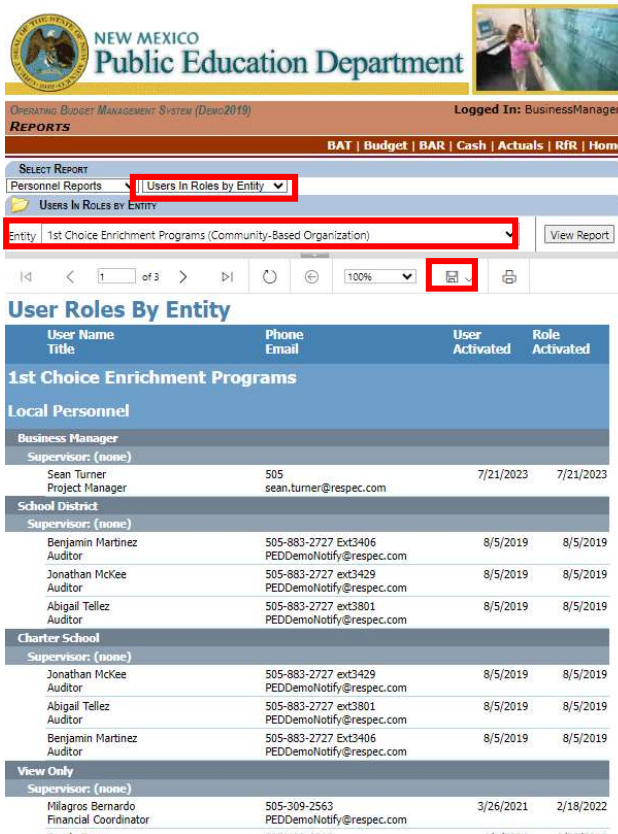 NEW MEXICO
Public Education Department
OPERATING BUDGET MANAGEMENT SYSTEM (DEMO2019) Logged In: BusinessManager
REPORTS
BAT | Budget | BAR | Cash | Actuals | RfR | Home
SELECT REPORT
Personnel Reports Users In Roles by Entity
USERS IN ROLES BY ENTITY
Entity 1st Choice Enrichment Programs (Community-Based Organization) View Report
1 of 3 100%
User Roles By Entity
User Name Phone User Role
Title Email Activated Activated
1st Choice Enrichment Programs
Local Personnel
Business Manager
Supervisor: (none)
Sean Turner 505 7/21/2023 7/21/2023
Project Manager sean.turner@respec.com
School District
Supervisor: (none)
Benjamin Martinez 505-883-2727 Ext3406 8/5/2019 8/5/2019
Auditor PEDDemoNotify@respec.com
Jonathan McKee 505-883-2727 ext3429 8/5/2019 8/5/2019
Auditor PEDDemoNotify@respec.com
Abigail Tellez 505-883-2727 ext3801 8/5/2019 8/5/2019
Auditor PEDDemoNotify@respec.com
Charter School
Supervisor: (none)
Jonathan McKee 505-883-2727 ext3429 8/5/2019 8/5/2019
Auditor PEDDemoNotify@respec.com
Abigail Tellez 505-883-2727 ext3801 8/5/2019 8/5/2019
Auditor PEDDemoNotify@respec.com
Benjamin Martinez 505-883-2727 Ext3406 8/5/2019 8/5/2019
Auditor PEDDemoNotify@respec.com
View Only
Supervisor: (none)
Milagros Bernardo 505-309-2563 3/26/2021 2/18/2022
Financial Coordinator PEDDemoNotify@respec.com